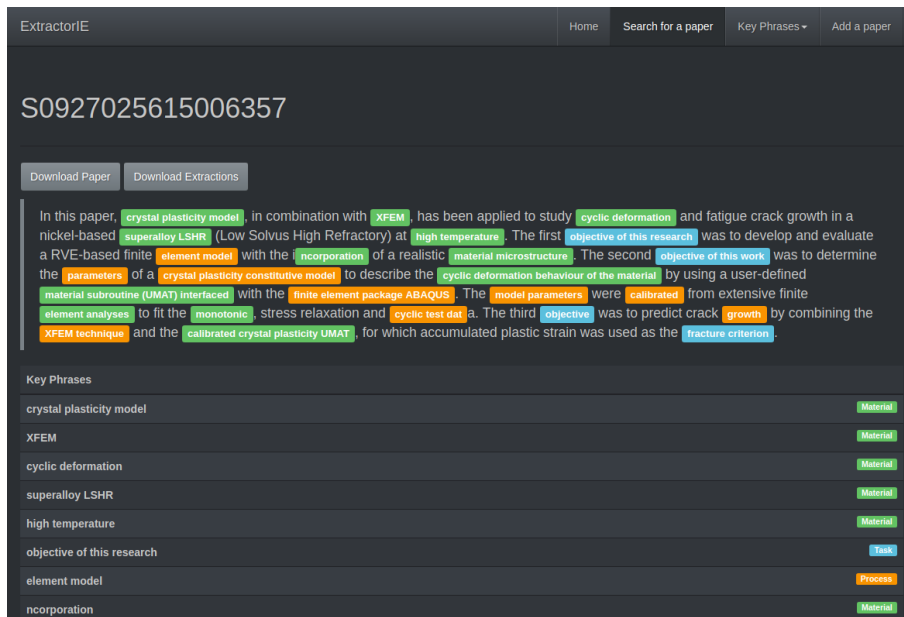 ExtractorIE Home Search for a paper Key Phrases Add a paper
S0927025615006357
Download Paper Download Extractions
In this paper, crystal plasticity model, in combination with XFEM, has been applied to study cyclic deformation and fatigue crack growth in a
nickel-based superalloy LSHR (Low Solvus High Refractory) at high temperature. The first objective of this research was to develop and evaluate
a RVE-based finite element model with the incorporation of a realistic material microstructure. The second objective of this work was to determine
the parameters of a crystal plasticity constitutive model to describe the cyclic deformation behaviour of the material by using a user-defined
material subroutine (UMAT) interfaced with the finite element package ABAQUS. The model parameters were calibrated from extensive finite
element analyses to fit the monotonic, stress relaxation and cyclic test data. The third objective was to predict crack growth by combining the
XFEM technique and the calibrated crystal plasticity UMAT, for which accumulated plastic strain was used as the fracture criterion.
Key Phrases
crystal plasticity model Material
XFEM Material
cyclic deformation Material
superalloy LSHR Material
high temperature Material
objective of this research Task
element model Process
ncorporation Material